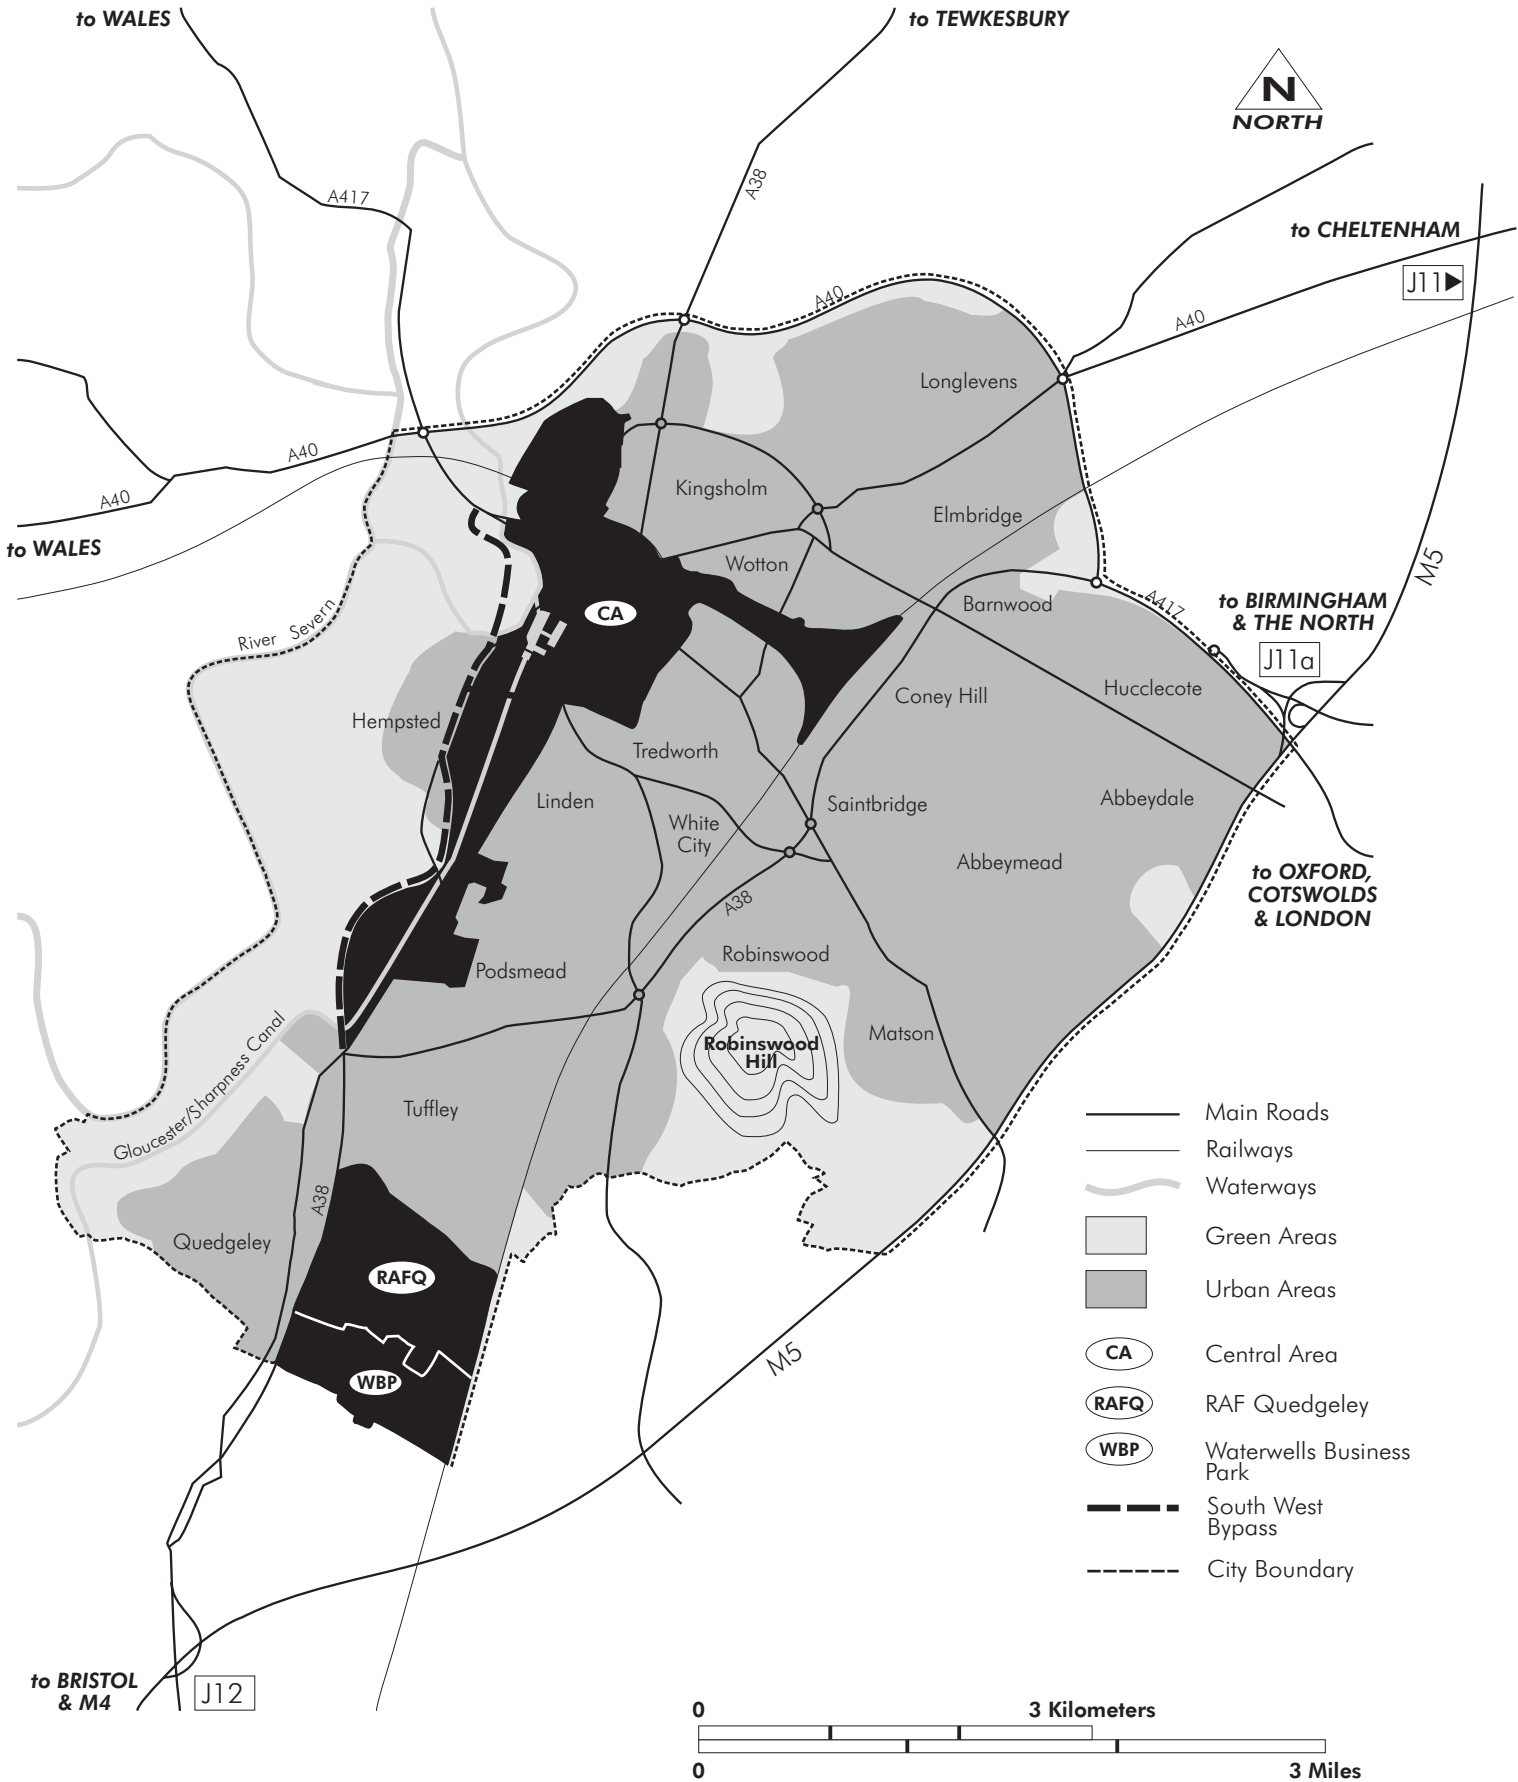 to WALES
to TEWKESBURY
N
NORTH
A38
A417
to CHELTENHAM
J11
A40
A40
Longlevens
A40
A40
Kingsholm
Elmbridge
to WALES
Wotton
M5
Barnwood
A417
to BIRMINGHAM
& THE NORTH
CA
River Severn
J11a
Hucclecote
Coney Hill
Hempsted
Tredworth
Linden
Saintbridge
Abbeydale
White
City
Abbeymead
to OXFORD,
COTSWOLDS
& LONDON
A38
Robinswood
Podsmead
Matson
Robinswood
Hill
Gloucester/Sharpness Canal
Tuffley
A38
Quedgeley
RAFQ
WBP
M5
Main Roads
Railways
Waterways
Green Areas
Urban Areas
CA
Central Area
RAFQ
RAF Quedgeley
WBP
Waterwells Business
Park
South West
Bypass
City Boundary
to BRISTOL
& M4
J12
0
3 Kilometers
0
3 Miles